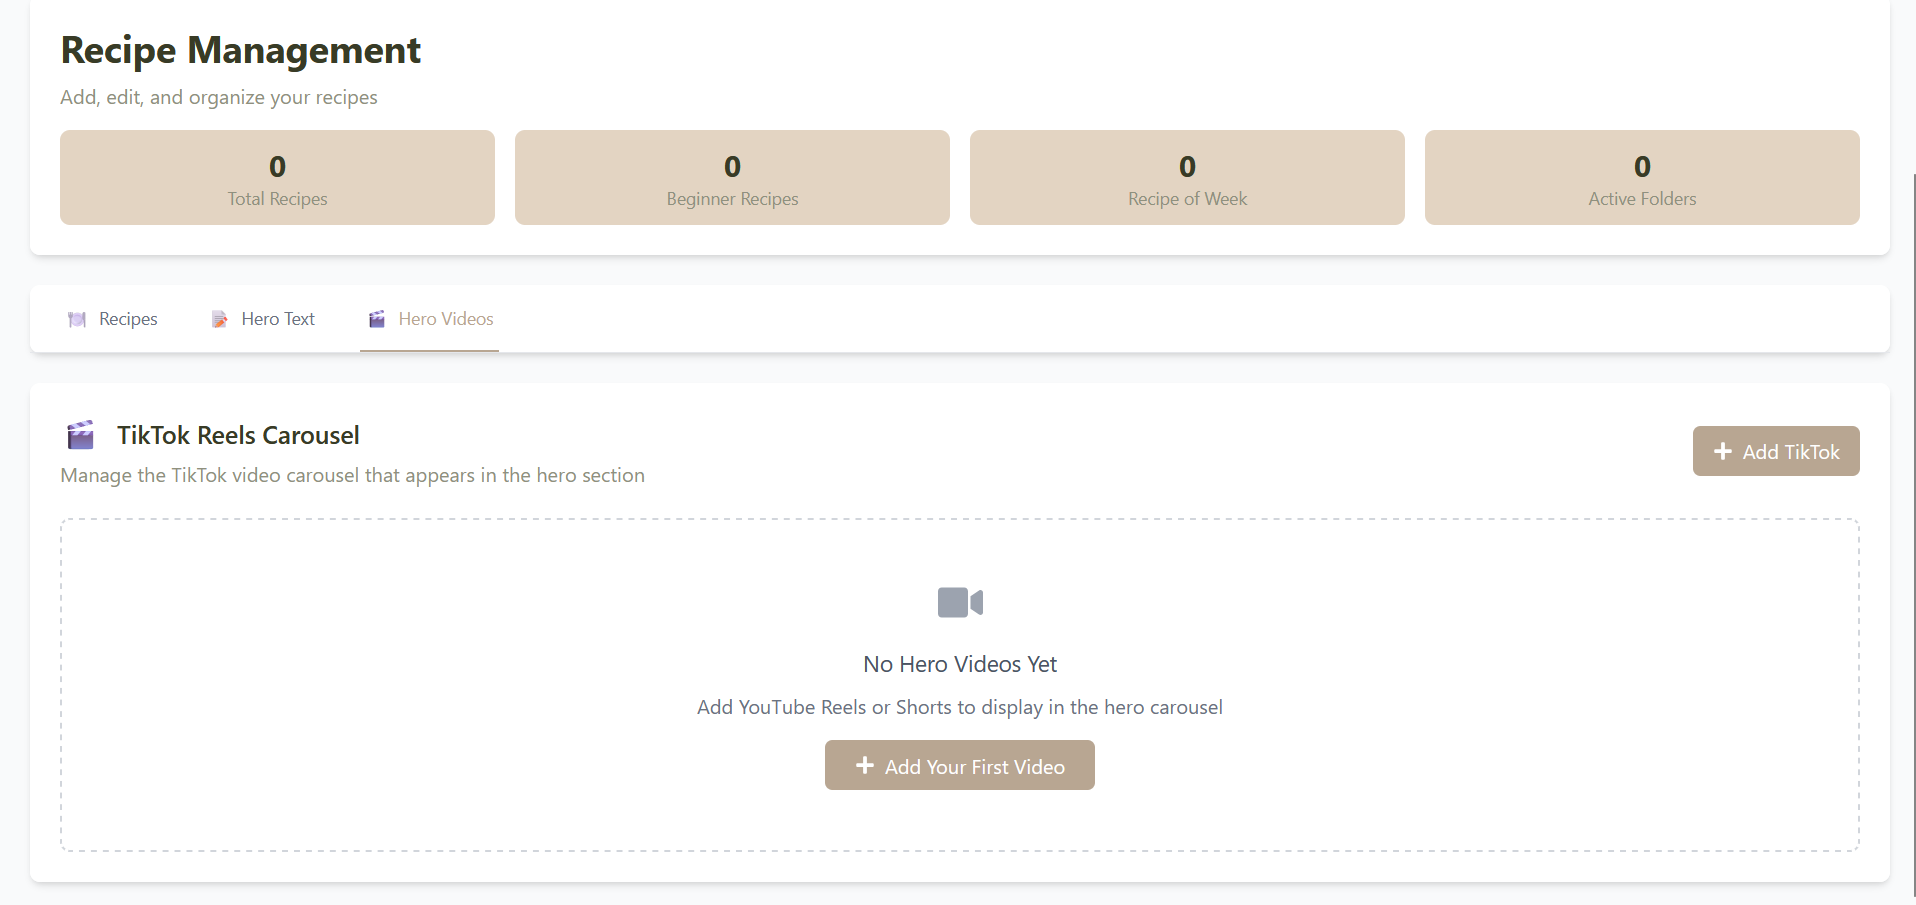 Recipe Management
Add, edit, and organize your recipes
0
Total Recipes
0
Beginner Recipes
0
Recipe of Week
0
Active Folders
Recipes
Hero Text
Hero Videos
TikTok Reels Carousel
Manage the TikTok video carousel that appears in the hero section
Add TikTok
No Hero Videos Yet
Add YouTube Reels or Shorts to display in the hero carousel
Add Your First Video